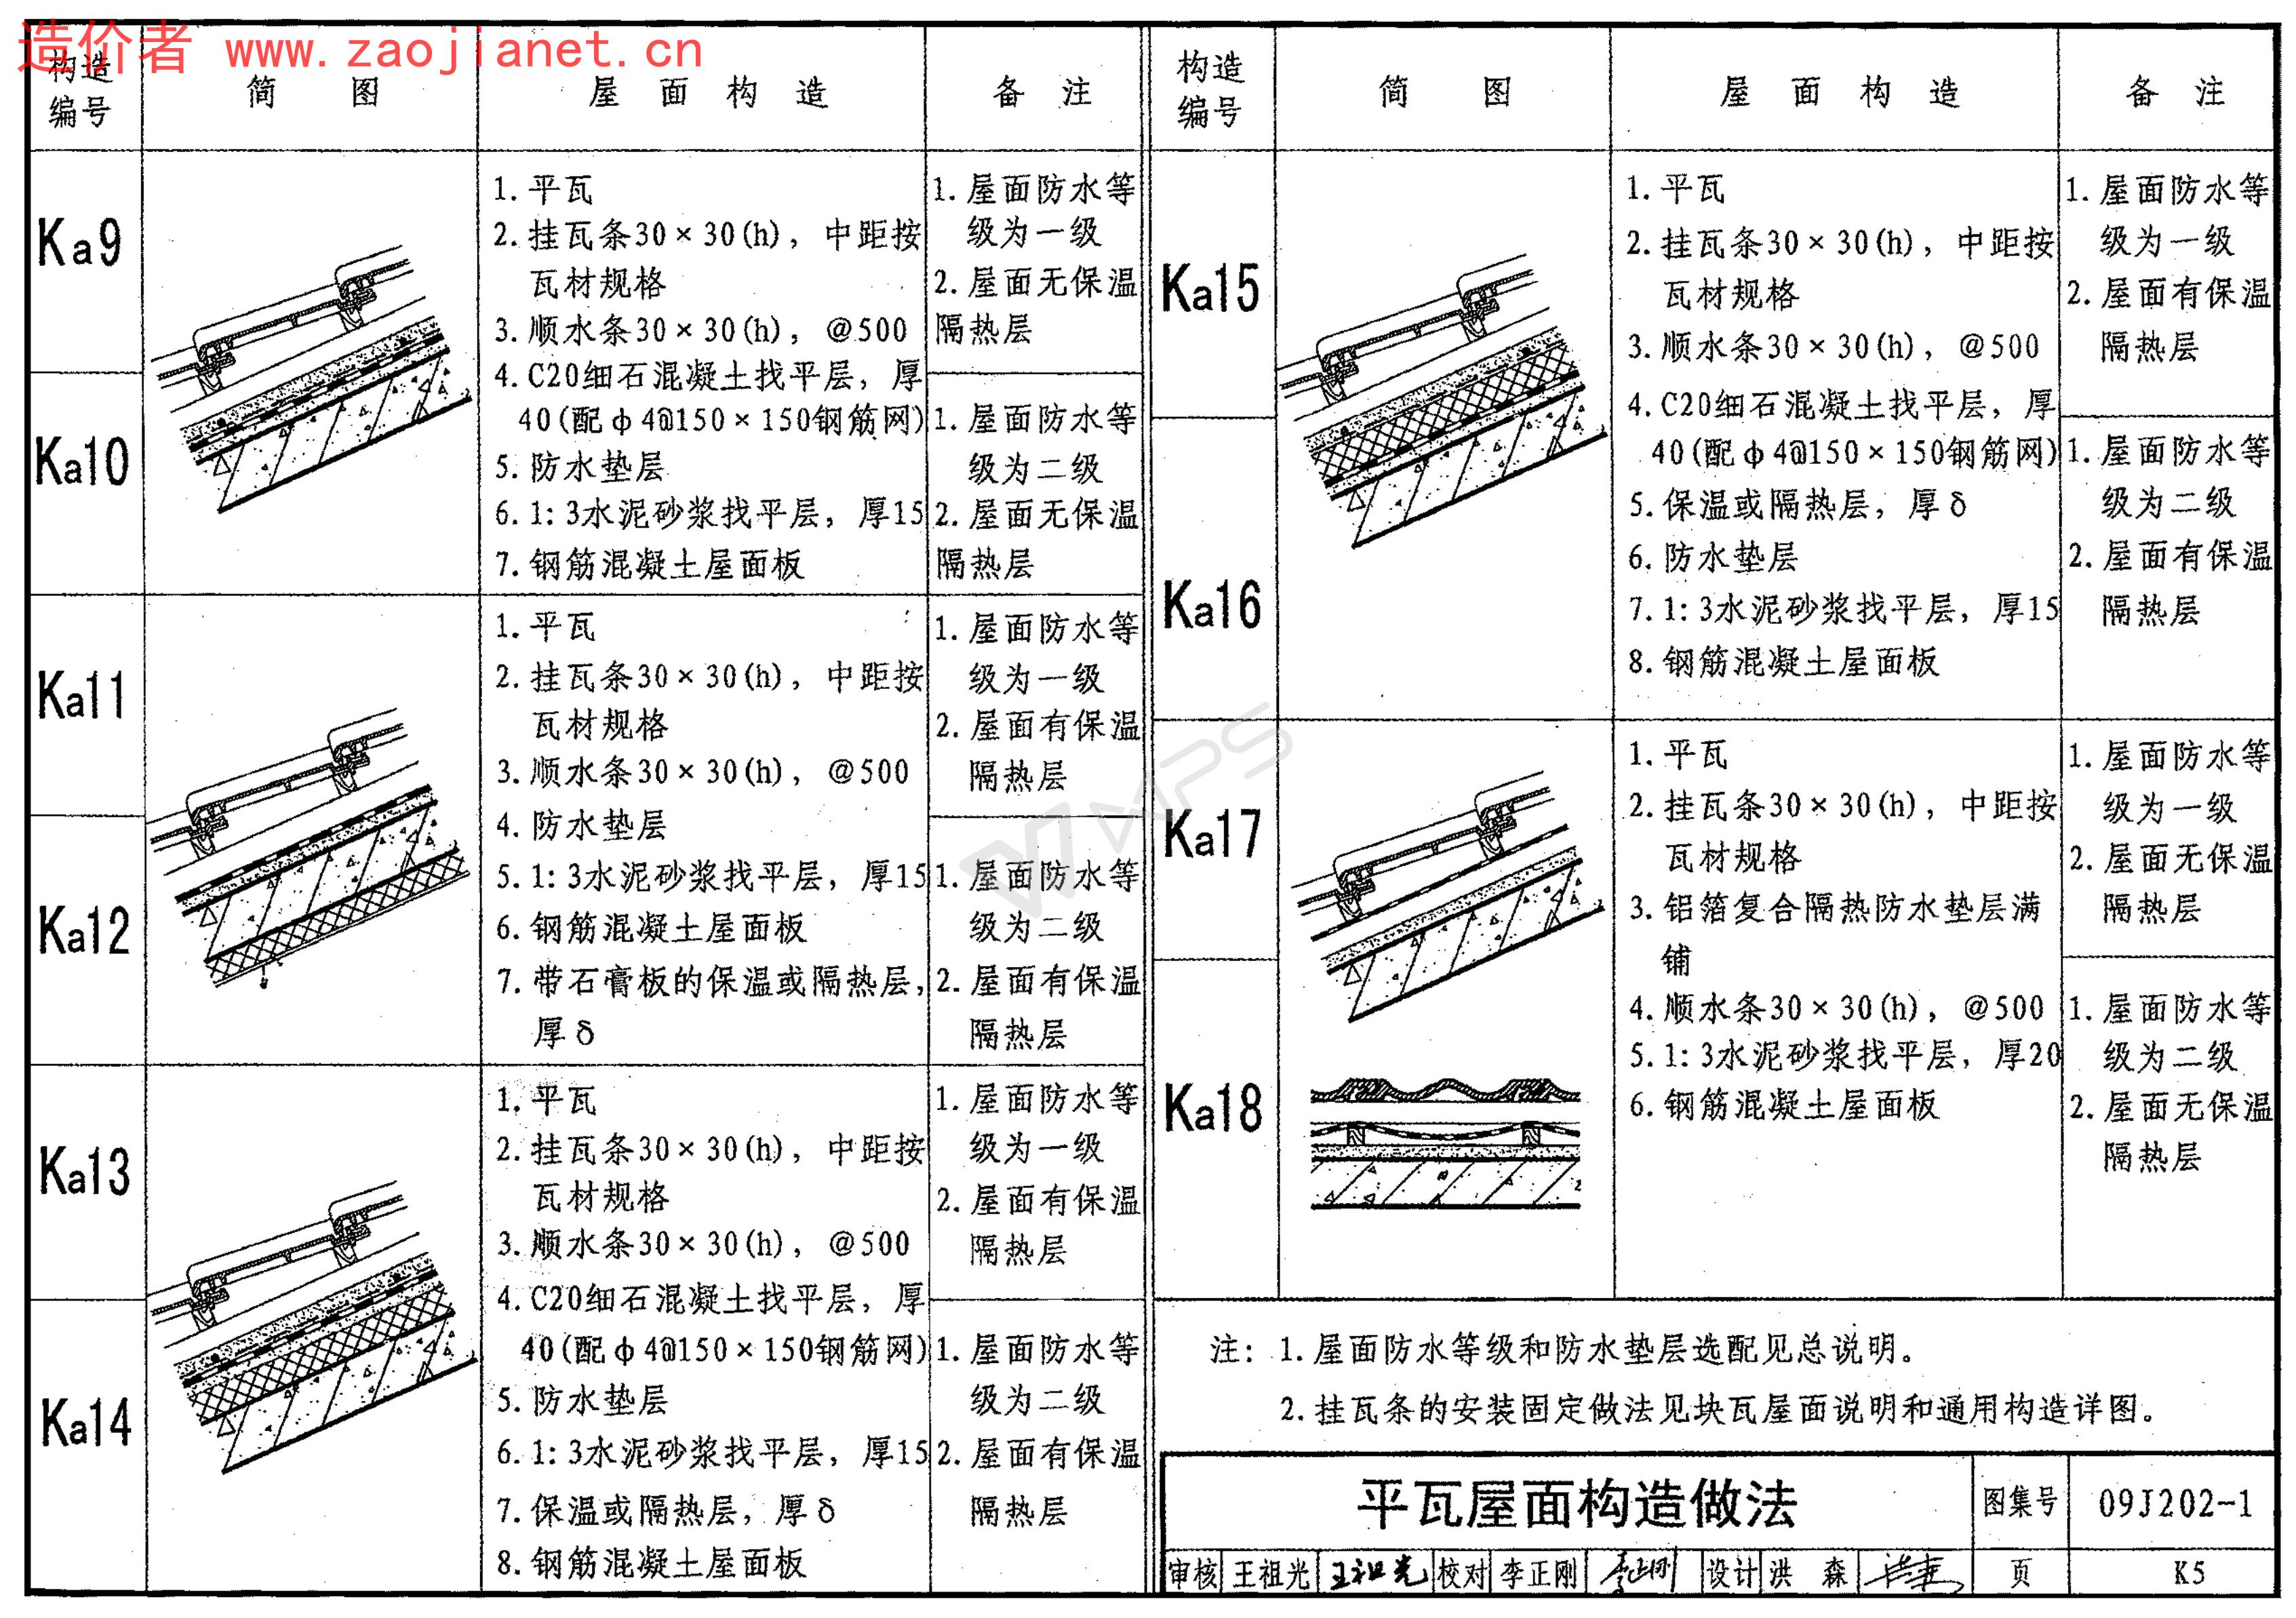 造价者 www.zaojianet.cn
构造
编号
简 图
屋 面 构 造
备 注
Ka9
Ka10
1. 平瓦
2. 挂瓦条30×30(h), 中距按
瓦材规格
3. 顺水条30×30(h), @500
4. C20细石混凝土找平层, 厚
40(配ф4@150×150钢筋网)
5. 防水垫层
6. 1:3水泥砂浆找平层, 厚15
7. 钢筋混凝土屋面板
1. 屋面防水等
级为一级
2. 屋面无保温
隔热层
1. 屋面防水等
级为二级
2. 屋面无保温
隔热层
Ka11
Ka12
1. 平瓦
2. 挂瓦条30×30(h), 中距按
瓦材规格
3. 顺水条30×30(h), @500
4. 防水垫层
5. 1:3水泥砂浆找平层, 厚15
6. 钢筋混凝土屋面板
7. 带石膏板的保温或隔热层,
厚δ
1. 屋面防水等
级为一级
2. 屋面有保温
隔热层
1. 屋面防水等
级为二级
2. 屋面有保温
隔热层
Ka13
Ka14
1. 平瓦
2. 挂瓦条30×30(h), 中距按
瓦材规格
3. 顺水条30×30(h), @500
4. C20细石混凝土找平层, 厚
40(配ф4@150×150钢筋网)
5. 防水垫层
6. 1:3水泥砂浆找平层, 厚15
7. 保温或隔热层, 厚δ
8. 钢筋混凝土屋面板
1. 屋面防水等
级为一级
2. 屋面有保温
隔热层
1. 屋面防水等
级为二级
2. 屋面有保温
隔热层
构造
编号
简 图
屋 面 构 造
备 注
Ka15
Ka16
1. 平瓦
2. 挂瓦条30×30(h), 中距按
瓦材规格
3. 顺水条30×30(h), @500
4. C20细石混凝土找平层, 厚
40(配ф4@150×150钢筋网)
5. 保温或隔热层, 厚δ
6. 防水垫层
7. 1:3水泥砂浆找平层, 厚15
8. 钢筋混凝土屋面板
1. 屋面防水等
级为一级
2. 屋面有保温
隔热层
1. 屋面防水等
级为二级
2. 屋面有保温
隔热层
Ka17
Ka18
1. 平瓦
2. 挂瓦条30×30(h), 中距按
瓦材规格
3. 铝箔复合隔热防水垫层满
铺
4. 顺水条30×30(h), @500
5. 1:3水泥砂浆找平层, 厚20
6. 钢筋混凝土屋面板
1. 屋面防水等
级为一级
2. 屋面无保温
隔热层
1. 屋面防水等
级为二级
2. 屋面无保温
隔热层
注: 1. 屋面防水等级和防水垫层选配见总说明。
2. 挂瓦条的安装固定做法见块瓦屋面说明和通用构造详图。
平瓦屋面构造做法
图集号
09J202-1
审核 王祖光 王祖光 校对 李正刚 李正刚 设计 洪 森 洪森
页
K5
WPS